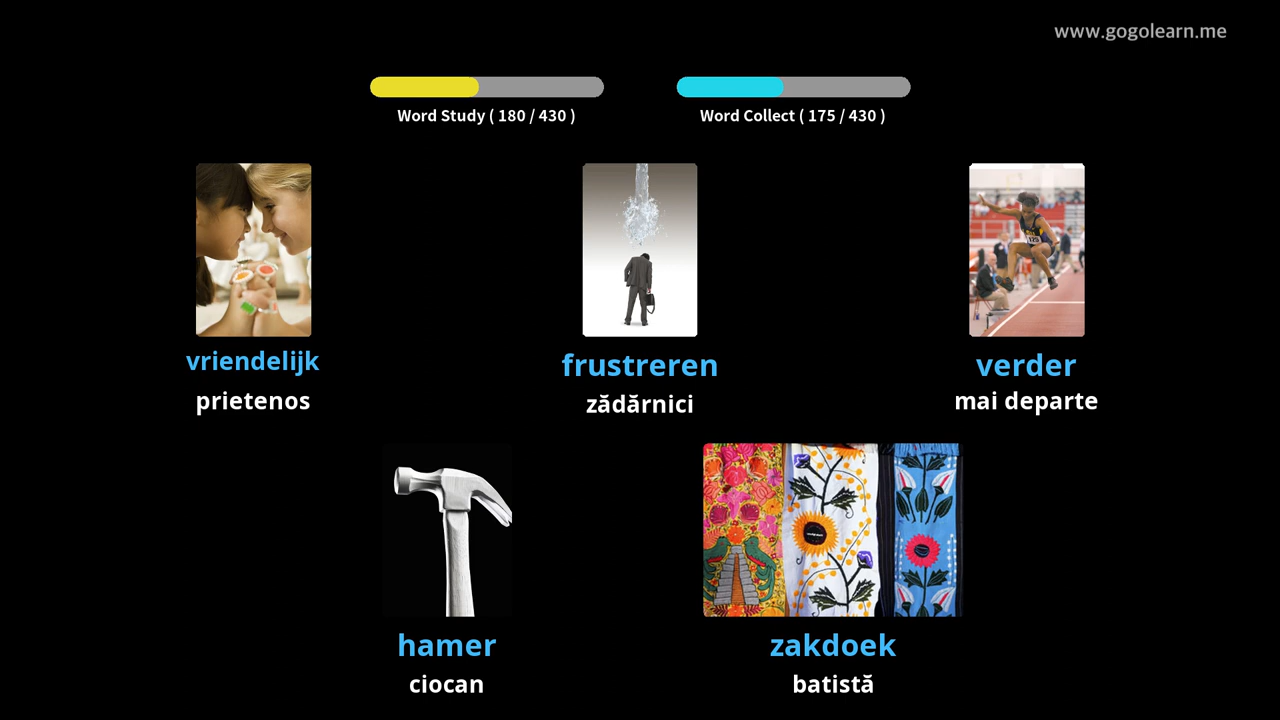 www.gogolearn.me
Word Study ( 180 / 430 )
Word Collect ( 175 / 430 )
vriendelijk
prietenos
frustreren
zădărnici
verder
mai departe
hamer
ciocan
zakdoek
batistă